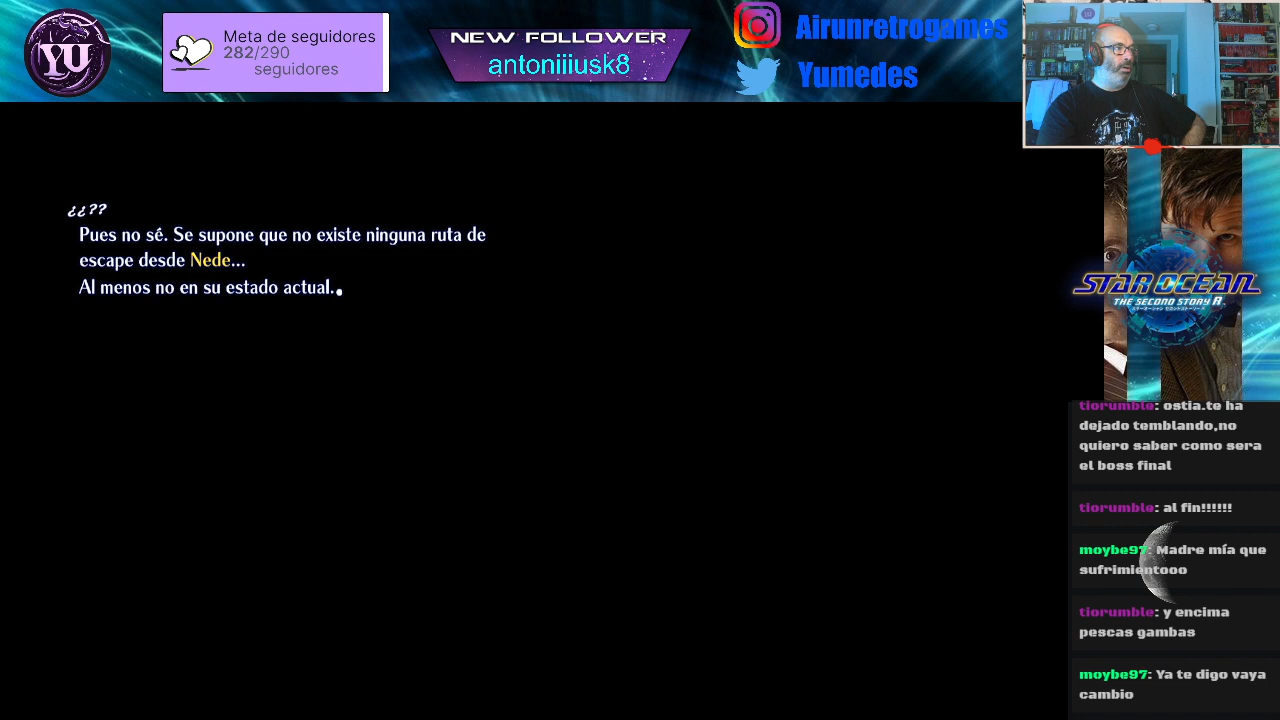 YU
Meta de seguidores
282/290
seguidores
NEW FOLLOWER
antoniiiusk8
Airunretrogames
Yumedes
¿¿??
Pues no sé. Se supone que no existe ninguna ruta de
escape desde Nede...
Al menos no en su estado actual.
STAR OCEAN
THE SECOND STORY R
tiorumble: ostia.te ha
dejado temblando,no
quiero saber como sera
el boss final
tiorumble: al fin!!!!!!
moybe97: Madre mía que
sufrimientooo
tiorumble: y encima
pescas gambas
moybe97: Ya te digo vaya
cambio